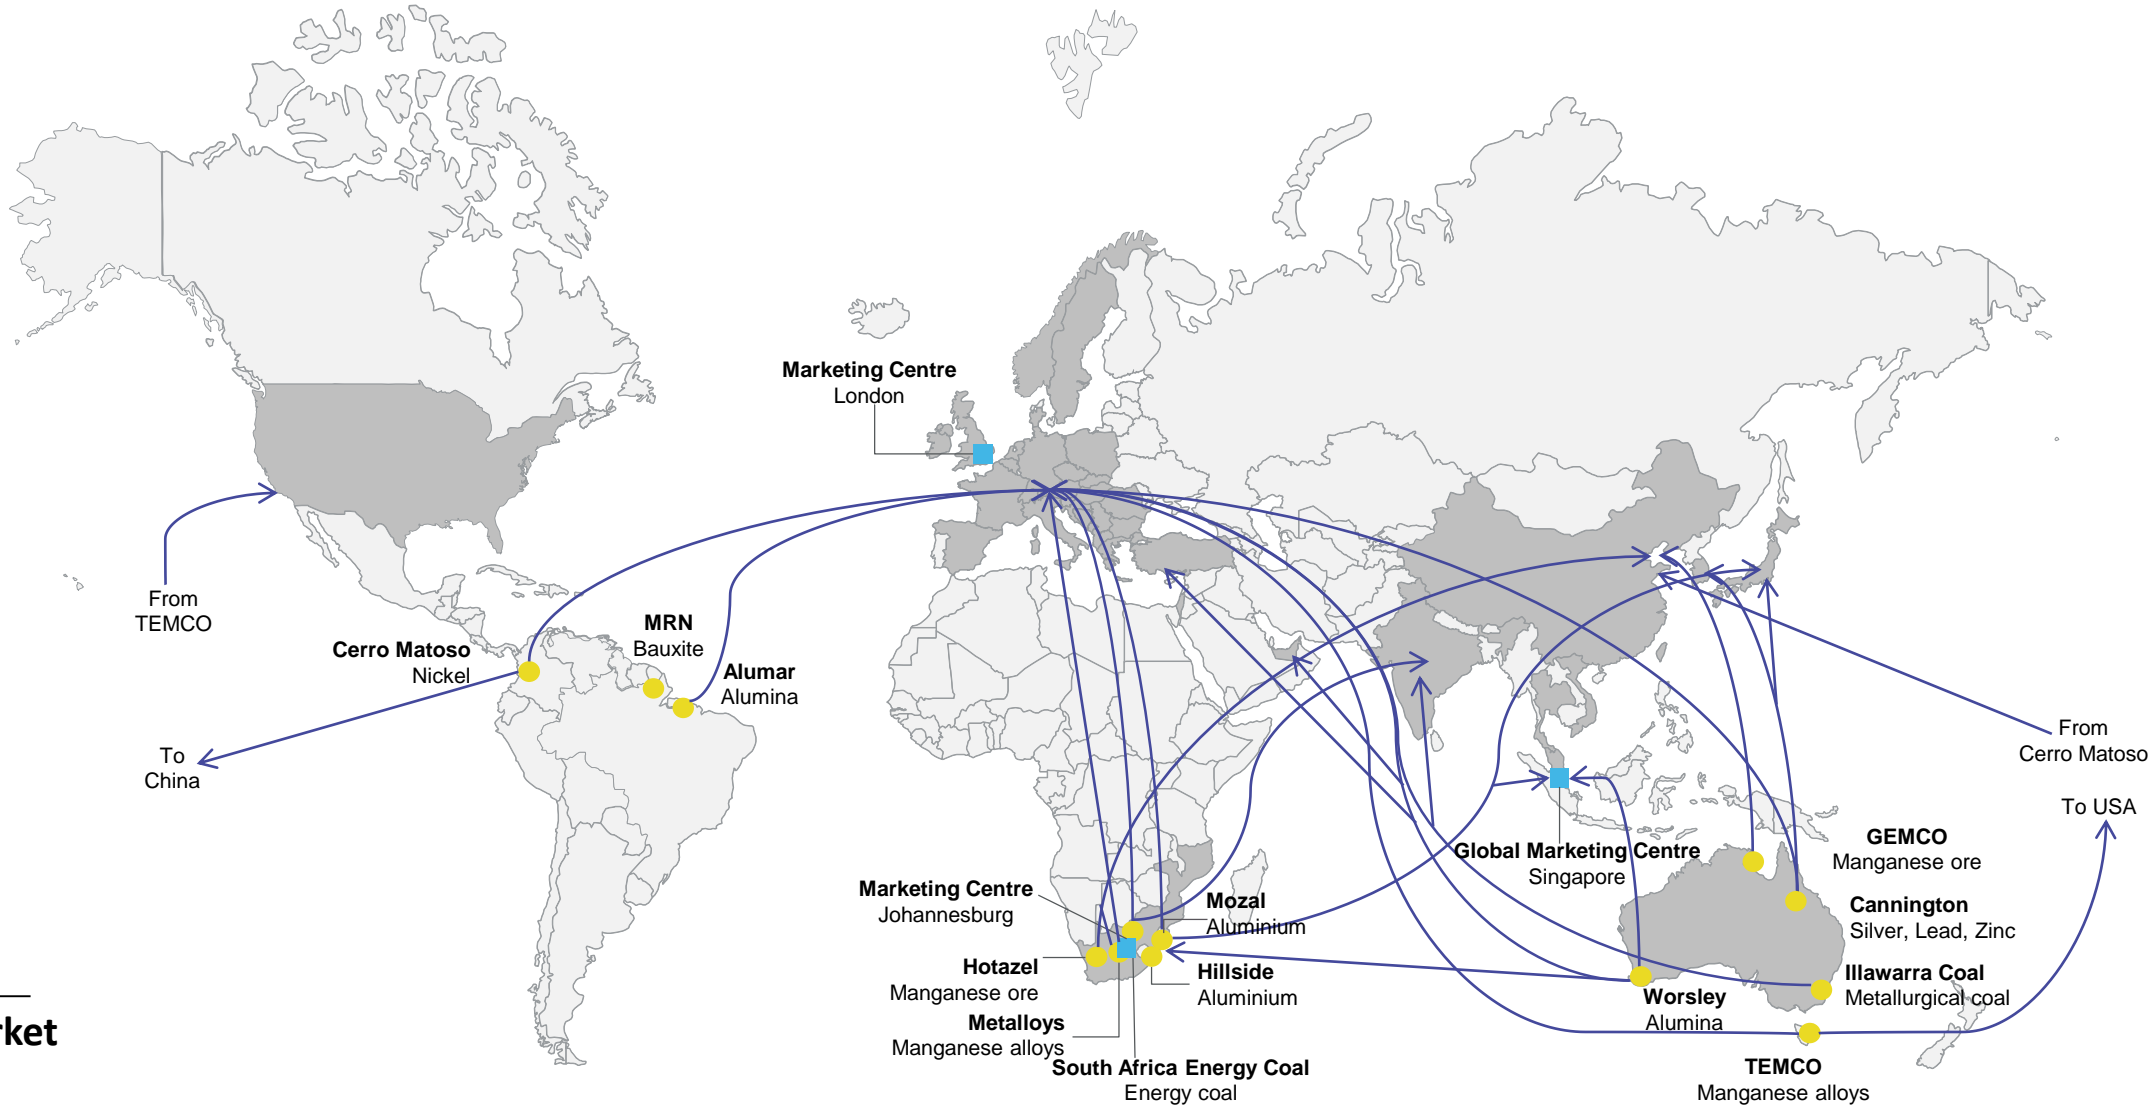 Marketing Centre
London
From
TEMCO
MRN
Bauxite
Cerro Matoso
Nickel
Alumar
Alumina
To
China
From
Cerro Matoso
To USA
Global Marketing Centre
Singapore
GEMCO
Manganese ore
Marketing Centre
Johannesburg
Mozal
Aluminium
Cannington
Silver, Lead, Zinc
Hotazel
Manganese ore
Hillside
Aluminium
Illawarra Coal
Metallurgical coal
Worsley
Alumina
Metalloys
Manganese alloys
South Africa Energy Coal
Energy coal
TEMCO
Manganese alloys
rket